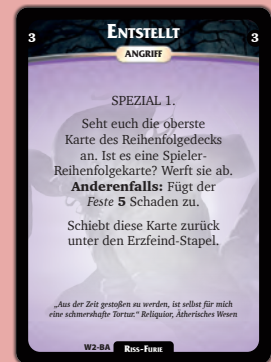 ENTSTELLT
3
3
ANGRIFF
SPEZIAL 1.
Seht euch die oberste
Karte des Reihenfolgedecks
an. Ist es eine Spieler-
Reihenfolgekarte? Werft sie ab.
Anderenfalls: Fügt der
Feste 5 Schaden zu.
Schiebt diese Karte zurück
unter den Erzfeind-Stapel.
„Aus der Zeit gestoßen zu werden, ist selbst für mich
eine schmerzhafte Tortur.“ Reliquior, Ätherisches Wesen
W2-BA RISS-FURIE